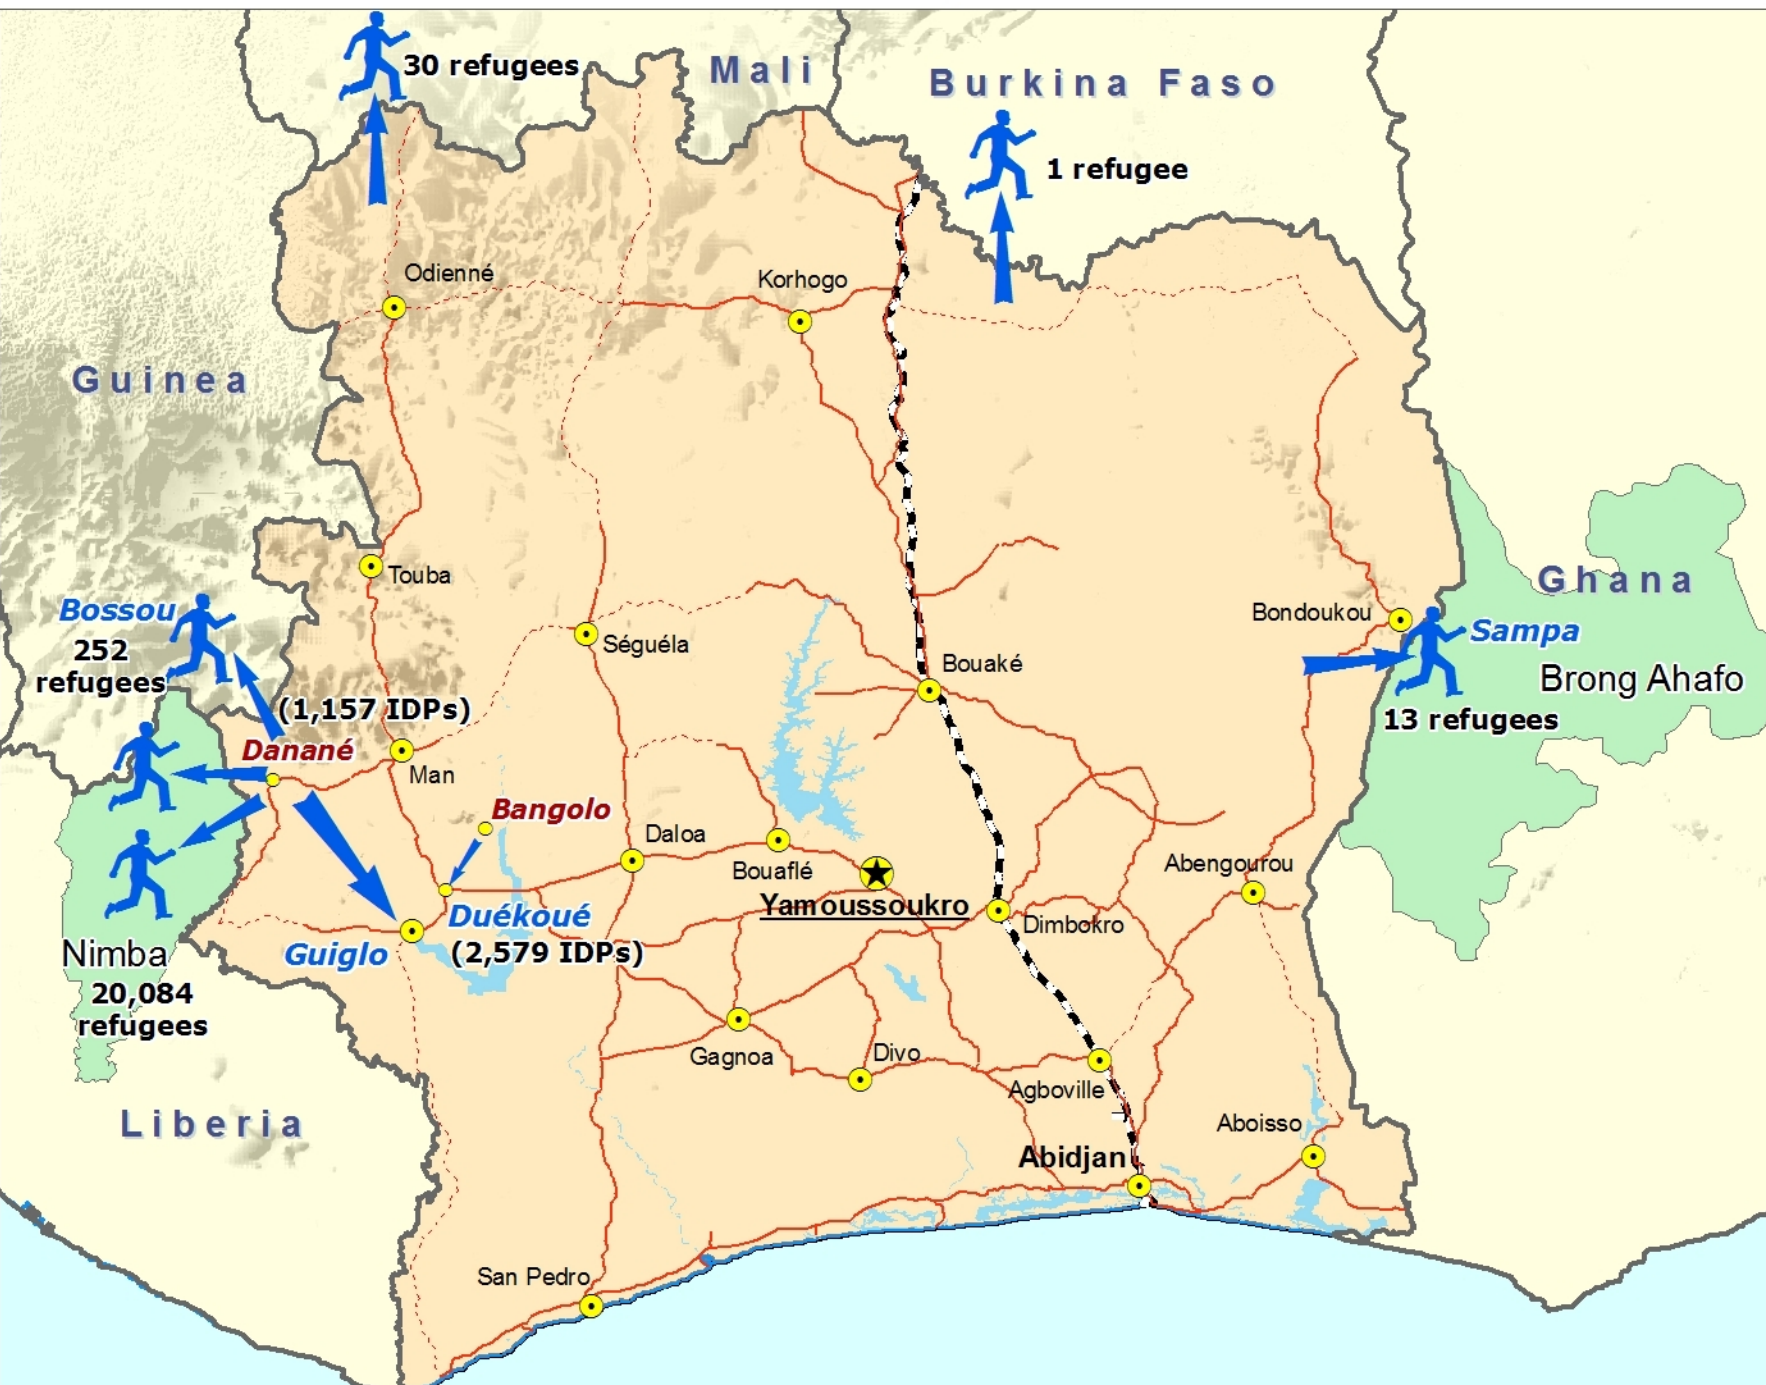 30 refugees
Mali
Burkina Faso
1 refugee
Odienné
Korhogo
Guinea
Touba
Ghana
Bossou
252
refugees
Séguéla
Bondoukou
Sampa
Bouaké
Brong Ahafo
(1,157 IDPs)
13 refugees
Danané
Man
Bangolo
Daloa
Bouaflé
Abengourou
Yamoussoukro
Duékoué
Dimbokro
Guiglo
(2,579 IDPs)
Nimba
20,084
refugees
Gagnoa
Divo
Agboville
Liberia
Aboisso
Abidjan
San Pedro